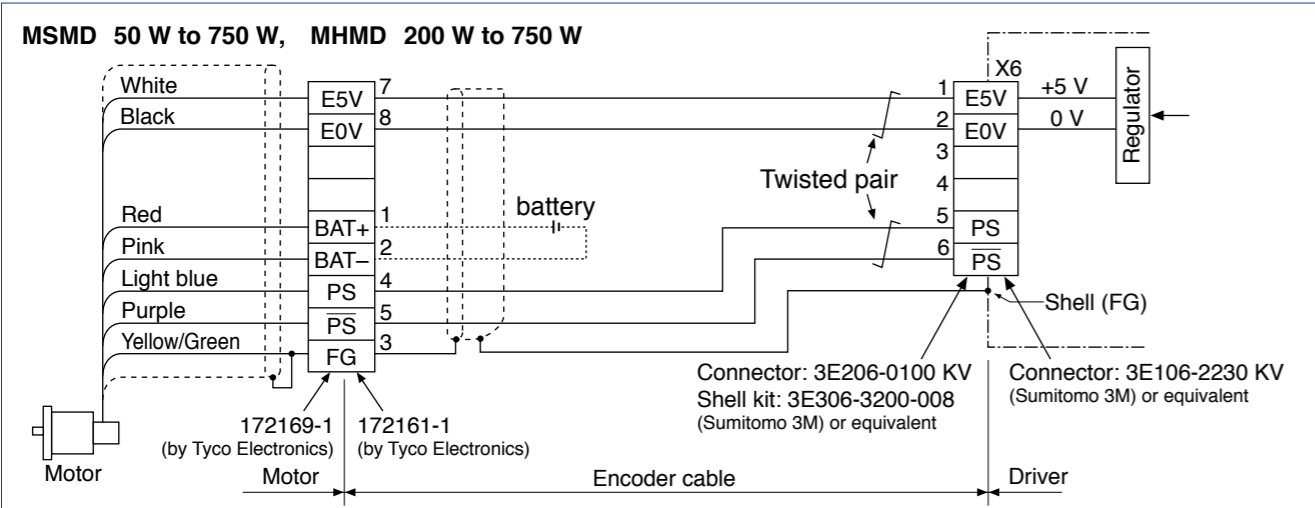 MSMD 50 W to 750 W, MHMD 200 W to 750 W
X6
White E5V 7 1 E5V +5 V
Black E0V 8 2 E0V 0 V
Regulator
3
4
Twisted pair
battery
Red BAT+ 1 5 PS
Pink BAT– 2 6 P̅S̅
Light blue PS 4
Purple P̅S̅ 5
Yellow/Green FG 3
Shell (FG)
Connector: 3E206-0100 KV
Shell kit: 3E306-3200-008
(Sumitomo 3M) or equivalent
Connector: 3E106-2230 KV
(Sumitomo 3M) or equivalent
172169-1
(by Tyco Electronics)
172161-1
(by Tyco Electronics)
Motor
Motor Encoder cable Driver